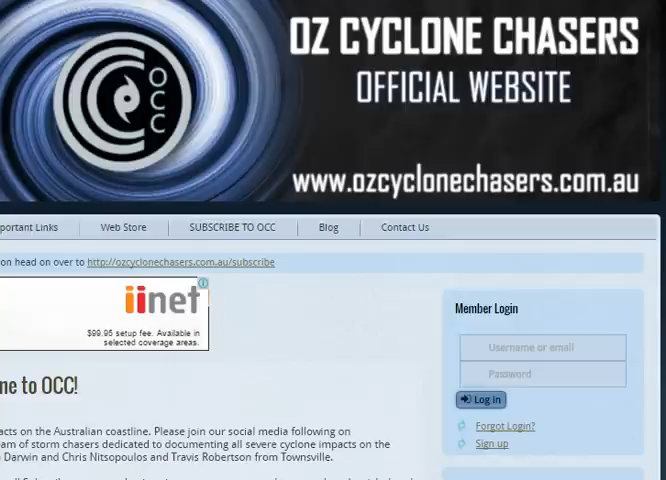 OZ CYCLONE CHASERS
OFFICIAL WEBSITE
OCC
www.ozcyclonechasers.com.au
portant Links Web Store SUBSCRIBE TO OCC Blog Contact Us
on head on over to http://ozcyclonechasers.com.au/subscribe
iinet
$99.95 setup fee. Available in
selected coverage areas.
Member Login
Username or email
Password
Log In
Forgot Login?
Sign up
me to OCC!
acts on the Australian coastline. Please join our social media following on
am of storm chasers dedicated to documenting all severe cyclone impacts on the
Darwin and Chris Nitsopoulos and Travis Robertson from Townsville.